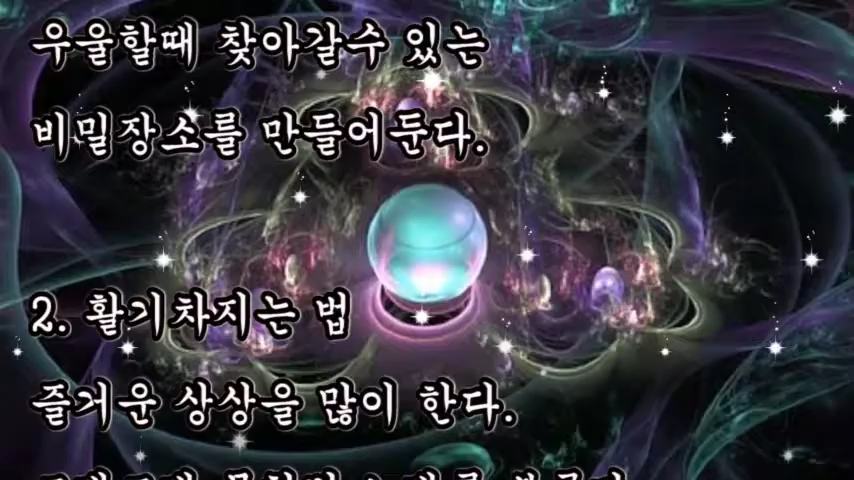 우울할때 찾아갈수 있는
비밀장소를 만들어둔다.
2. 활기차지는 법
즐거운 상상을 많이 한다.